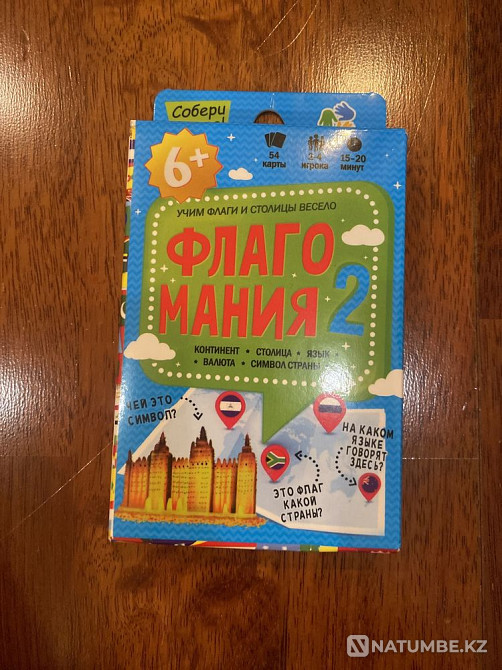 Собери
6+
54
карты
2-4
игрока
15-20
минут
УЧИМ ФЛАГИ И СТОЛИЦЫ ВЕСЕЛО
ФЛАГО
МАНИЯ 2
КОНТИНЕНТ • СТОЛИЦА • ЯЗЫК •
• ВАЛЮТА • СИМВОЛ СТРАНЫ
ЧЕЙ ЭТО
СИМВОЛ?
НА КАКОМ
ЯЗЫКЕ
ГОВОРЯТ
ЗДЕСЬ?
ЭТО ФЛАГ
КАКОЙ
СТРАНЫ?
NATUMBE.KZ